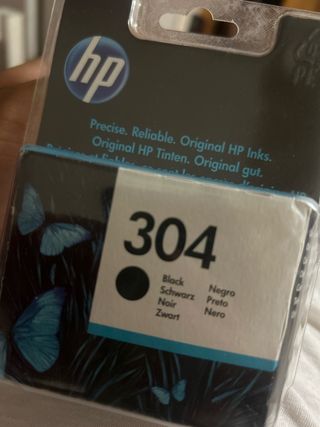 hp
Precise. Reliable. Original HP Inks.
Original HP Tinten. Original gut.
304
Black Negro
Schwarz Preto
Noir Nero
Zwart